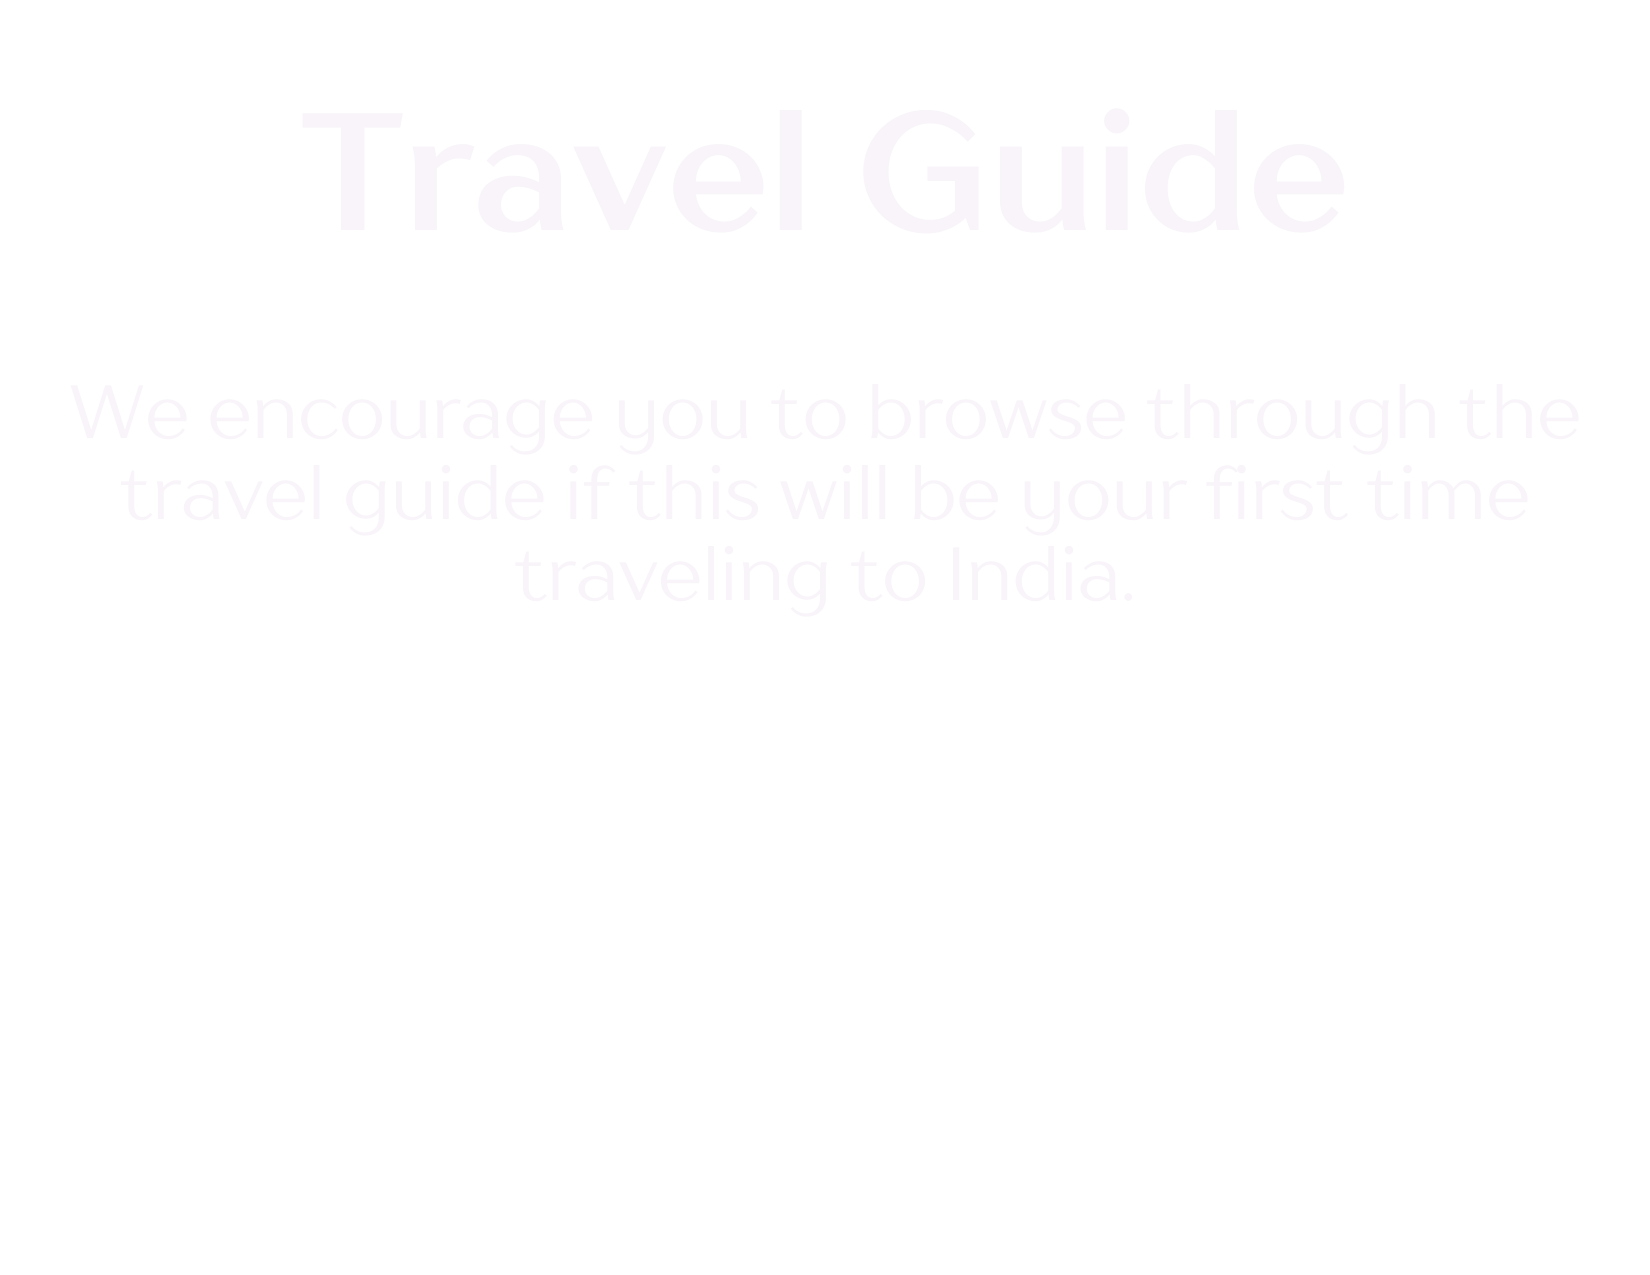 Travel Guide
We encourage you to browse through the
travel guide if this will be your first time
traveling to India.